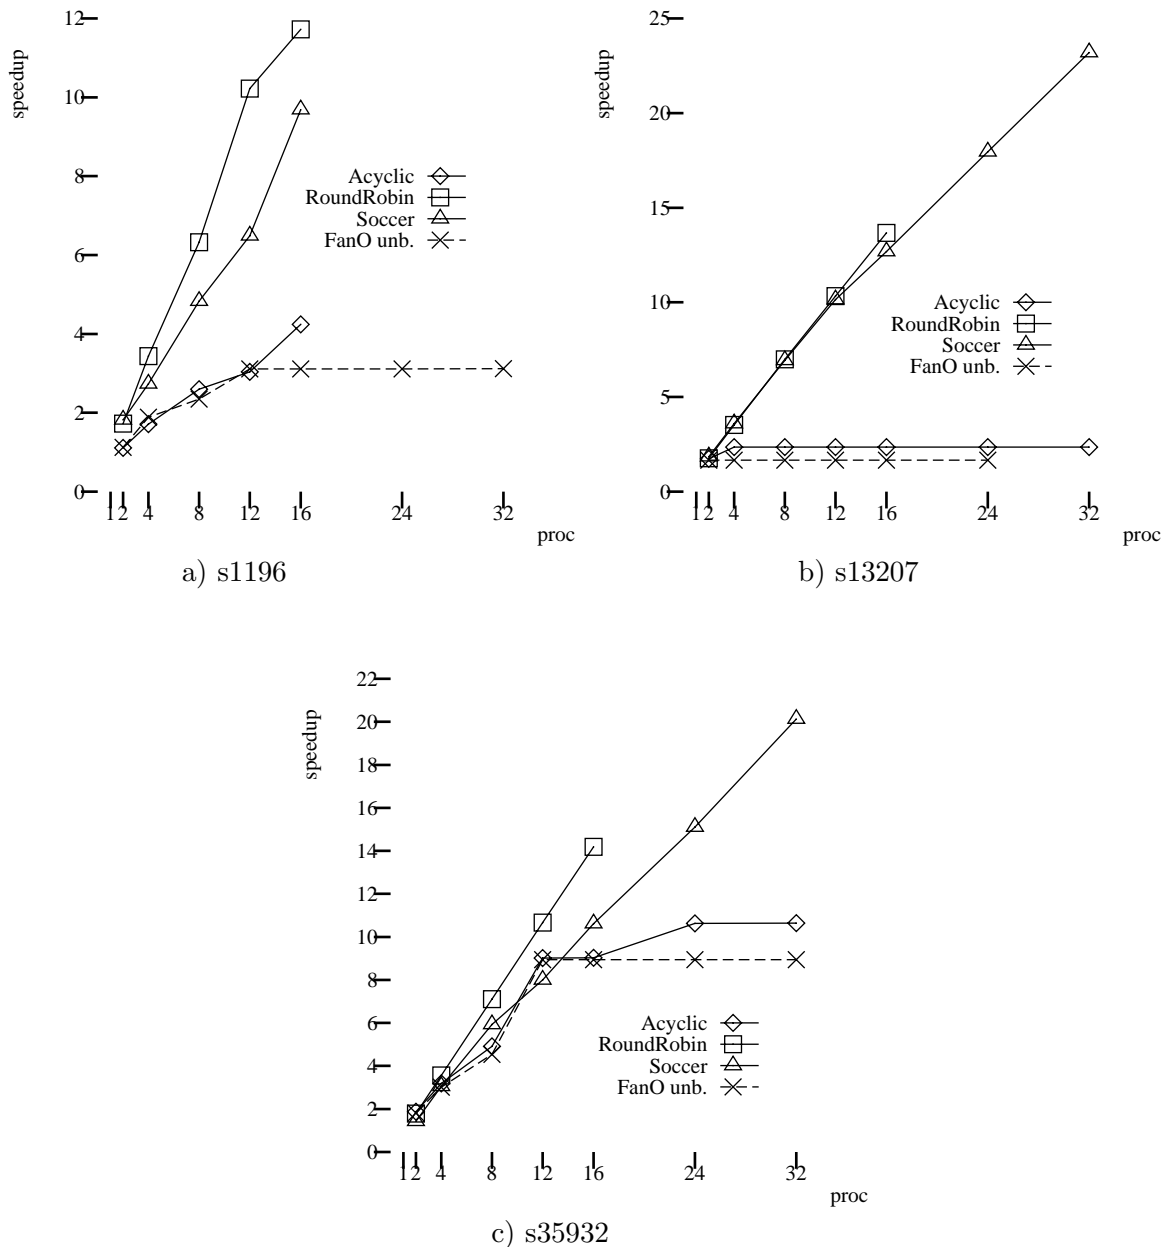 12
10
8
6
4
2
0
speedup
Acyclic
RoundRobin
Soccer
FanO unb.
1 2 4 8 12 16 24 32
proc
a) s1196
25
20
15
10
5
0
speedup
Acyclic
RoundRobin
Soccer
FanO unb.
1 2 4 8 12 16 24 32
proc
b) s13207
22
20
18
16
14
12
10
8
6
4
2
0
speedup
Acyclic
RoundRobin
Soccer
FanO unb.
1 2 4 8 12 16 24 32
proc
c) s35932